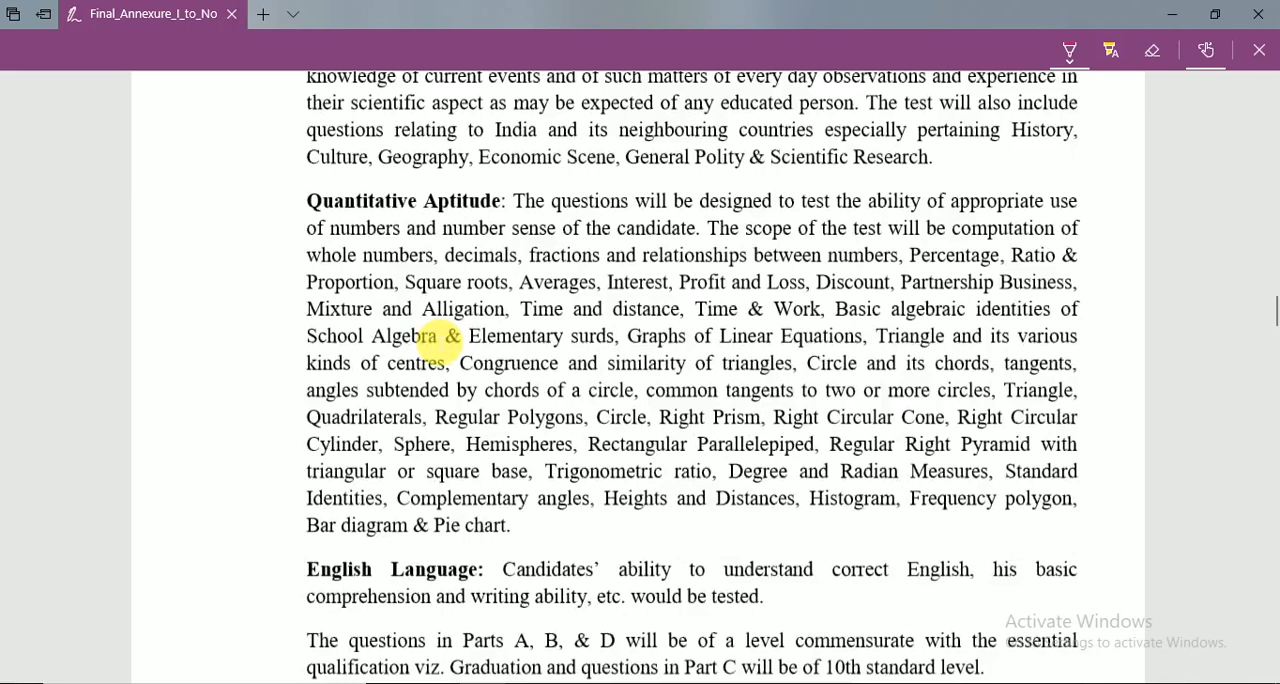 Final_Annexure_I_to_No
knowledge of current events and of such matters of every day observations and experience in
their scientific aspect as may be expected of any educated person. The test will also include
questions relating to India and its neighbouring countries especially pertaining History,
Culture, Geography, Economic Scene, General Polity & Scientific Research.
Quantitative Aptitude: The questions will be designed to test the ability of appropriate use
of numbers and number sense of the candidate. The scope of the test will be computation of
whole numbers, decimals, fractions and relationships between numbers, Percentage, Ratio &
Proportion, Square roots, Averages, Interest, Profit and Loss, Discount, Partnership Business,
Mixture and Alligation, Time and distance, Time & Work, Basic algebraic identities of
School Algebra & Elementary surds, Graphs of Linear Equations, Triangle and its various
kinds of centres, Congruence and similarity of triangles, Circle and its chords, tangents,
angles subtended by chords of a circle, common tangents to two or more circles, Triangle,
Quadrilaterals, Regular Polygons, Circle, Right Prism, Right Circular Cone, Right Circular
Cylinder, Sphere, Hemispheres, Rectangular Parallelepiped, Regular Right Pyramid with
triangular or square base, Trigonometric ratio, Degree and Radian Measures, Standard
Identities, Complementary angles, Heights and Distances, Histogram, Frequency polygon,
Bar diagram & Pie chart.
English Language: Candidates' ability to understand correct English, his basic
comprehension and writing ability, etc. would be tested.
Activate Windows
The questions in Parts A, B, & D will be of a level commensurate with the essential
to activate Windows.
qualification viz. Graduation and questions in Part C will be of 10th standard level.